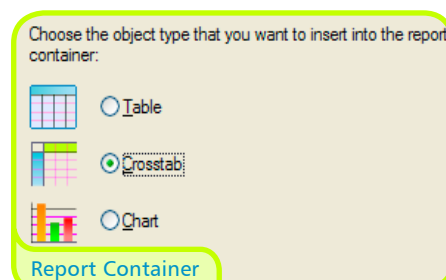 Choose the object type that you want to insert into the report
container:
Table
Crosstab
Chart
Report Container